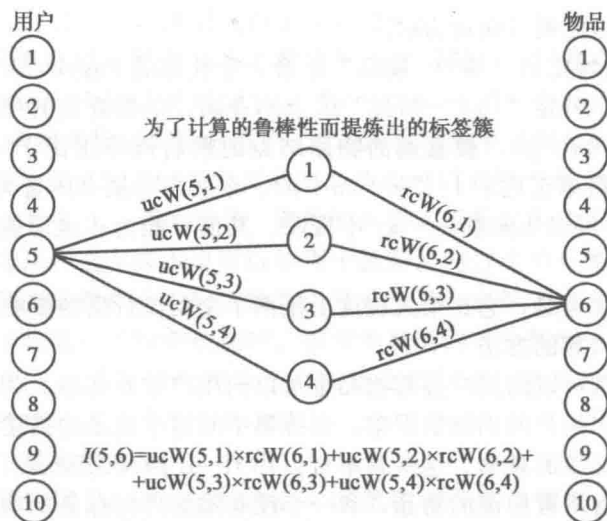 用户
物品
为了计算的鲁棒性而提炼出的标签簇
1
2
3
4
5
6
7
8
9
10
1
2
3
4
ucW(5,1)
ucW(5,2)
ucW(5,3)
ucW(5,4)
rcW(6,1)
rcW(6,2)
rcW(6,3)
rcW(6,4)
1
2
3
4
5
6
7
8
9
10
I(5,6)=ucW(5,1)×rcW(6,1)+ucW(5,2)×rcW(6,2)+
+ucW(5,3)×rcW(6,3)+ucW(5,4)×rcW(6,4)